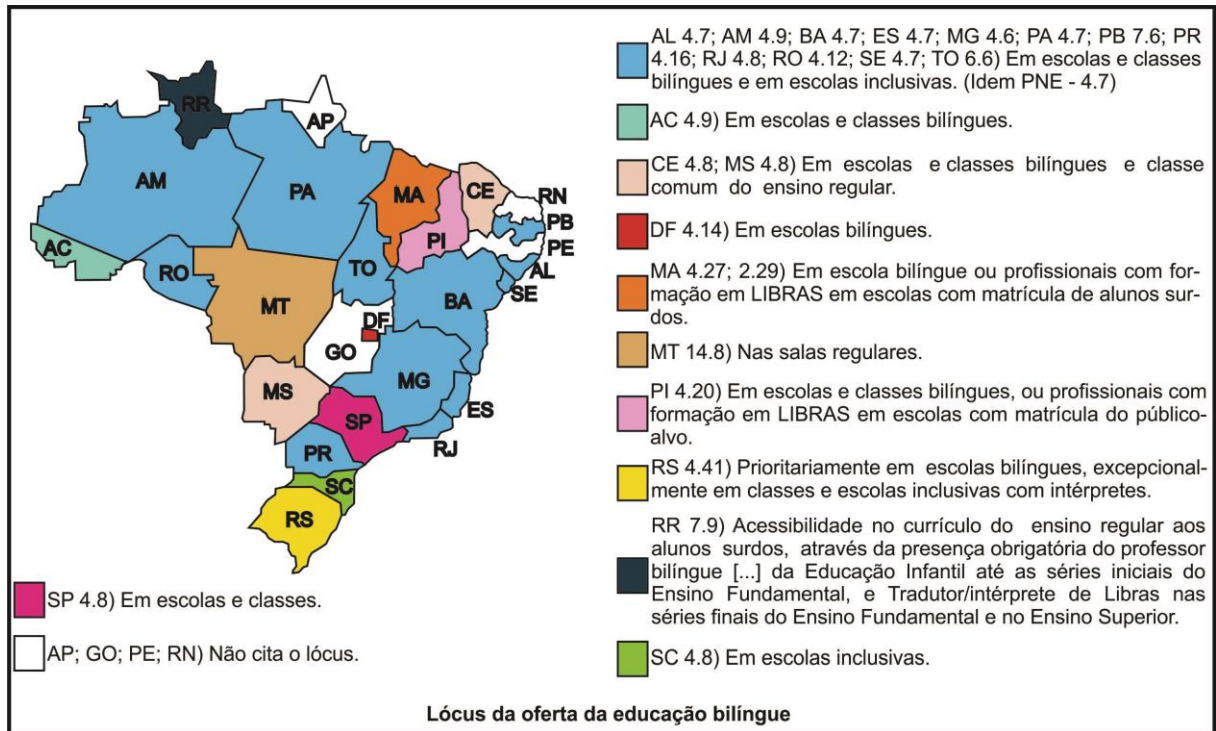 RR
AP
AM
PA
MA
CE
RN
PB
PE
PI
AC
RO
TO
AL
SE
BA
MT
DF
GO
MG
MS
ES
SP
RJ
PR
SC
RS
SP 4.8) Em escolas e classes.
AP; GO; PE; RN) Não cita o lócus.
AL 4.7; AM 4.9; BA 4.7; ES 4.7; MG 4.6; PA 4.7; PB 7.6; PR
4.16; RJ 4.8; RO 4.12; SE 4.7; TO 6.6) Em escolas e classes
bilíngues e em escolas inclusivas. (Idem PNE - 4.7)
AC 4.9) Em escolas e classes bilíngues.
CE 4.8; MS 4.8) Em escolas e classes bilíngues e classe
comum do ensino regular.
DF 4.14) Em escolas bilíngues.
MA 4.27; 2.29) Em escola bilíngue ou profissionais com for-
mação em LIBRAS em escolas com matrícula de alunos sur-
dos.
MT 14.8) Nas salas regulares.
PI 4.20) Em escolas e classes bilíngues, ou profissionais com
formação em LIBRAS em escolas com matrícula do público-
alvo.
RS 4.41) Prioritariamente em escolas bilíngues, excepcional-
mente em classes e escolas inclusivas com intérpretes.
RR 7.9) Acessibilidade no currículo do ensino regular aos
alunos surdos, através da presença obrigatória do professor
bilíngue [...] da Educação Infantil até as séries iniciais do
Ensino Fundamental, e Tradutor/intérprete de Libras nas
séries finais do Ensino Fundamental e no Ensino Superior.
SC 4.8) Em escolas inclusivas.
Lócus da oferta da educação bilíngue